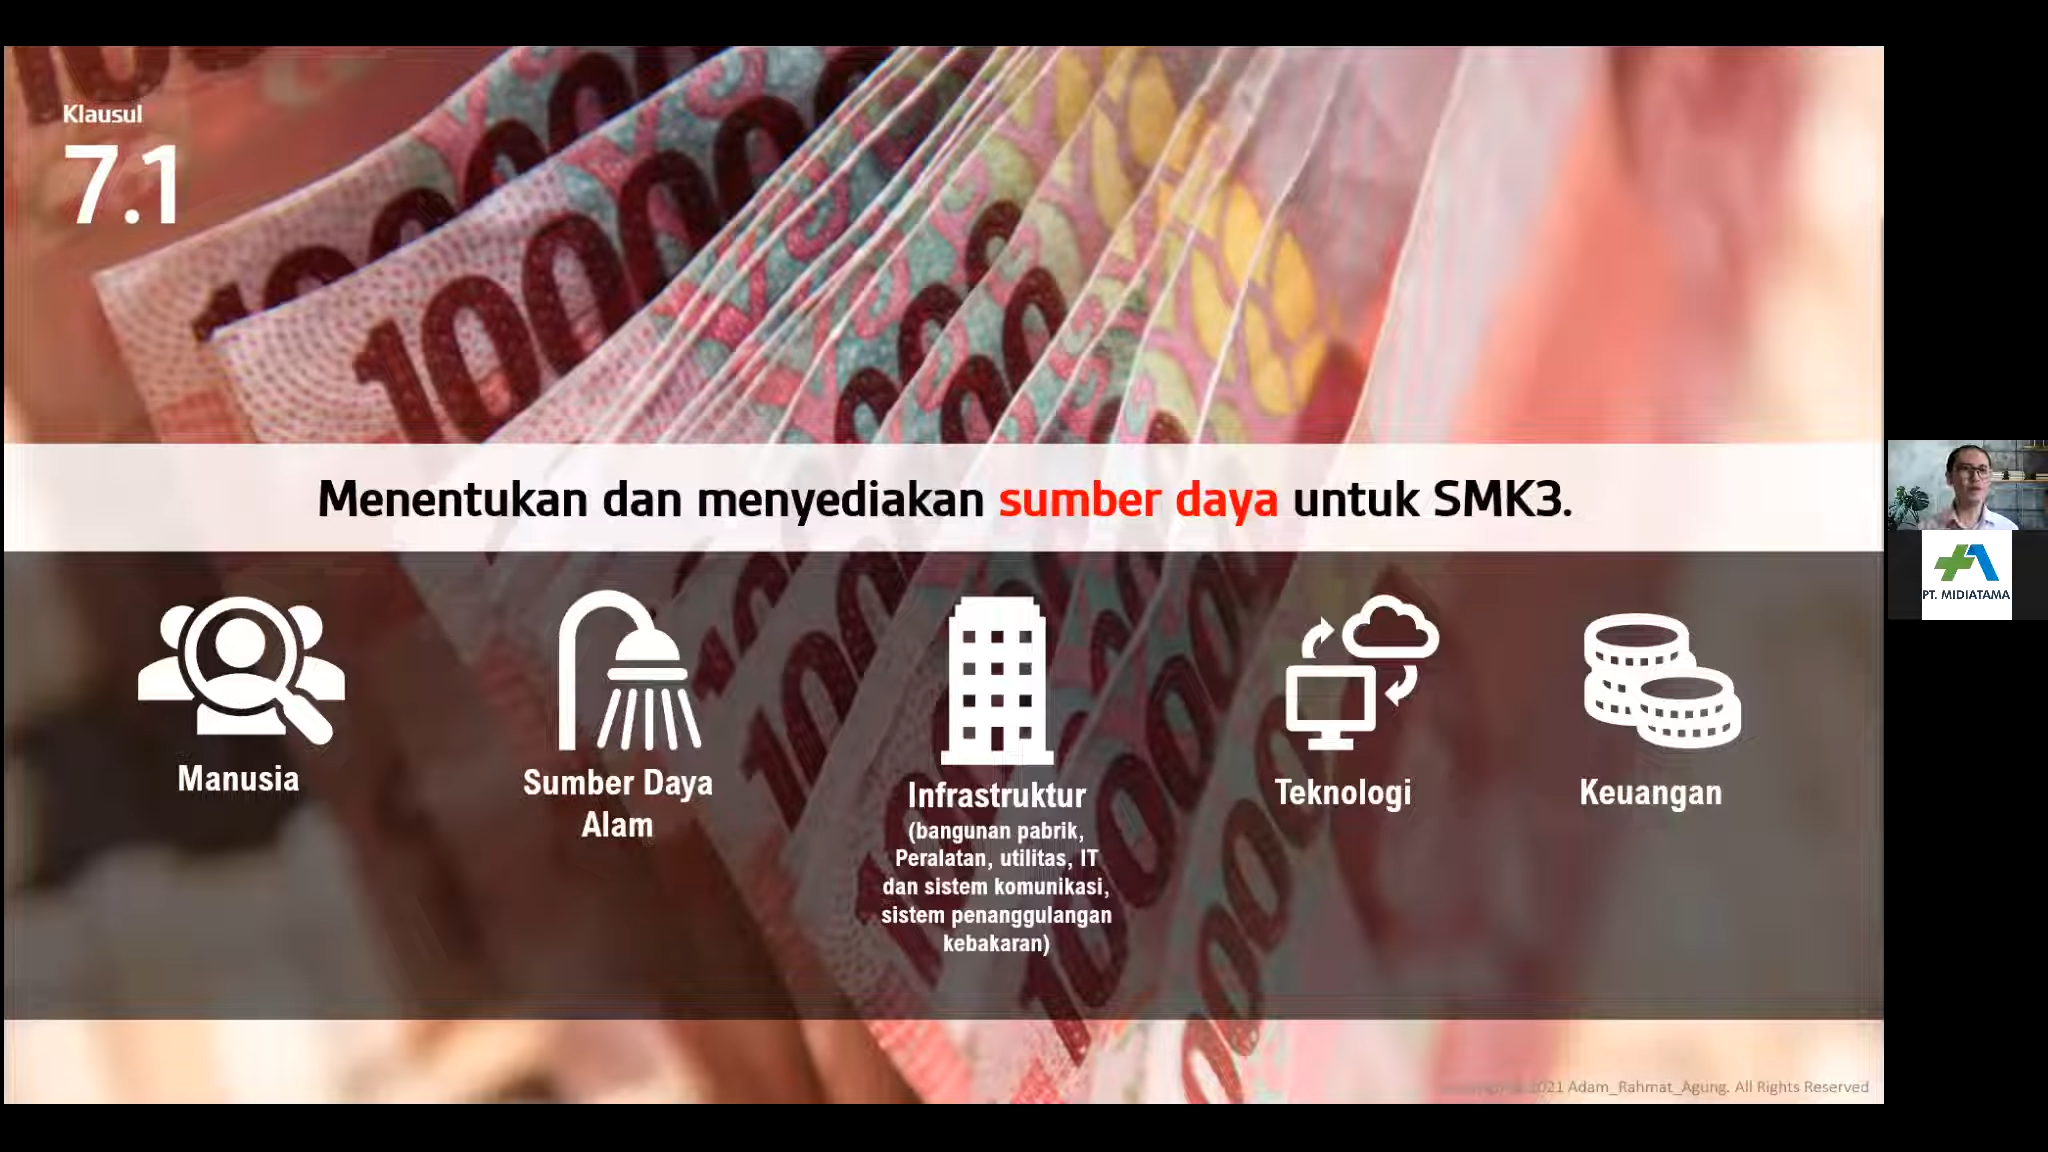 Klausul
7.1
Menentukan dan menyediakan sumber daya untuk SMK3.
Manusia
Sumber Daya
Alam
Infrastruktur
(bangunan pabrik,
Peralatan, utilitas, IT
dan sistem komunikasi,
sistem penanggulangan
kebakaran)
Teknologi
Keuangan
PT. MIDIATAMA
2021 Adam_Rahmat_Agung. All Rights Reserved